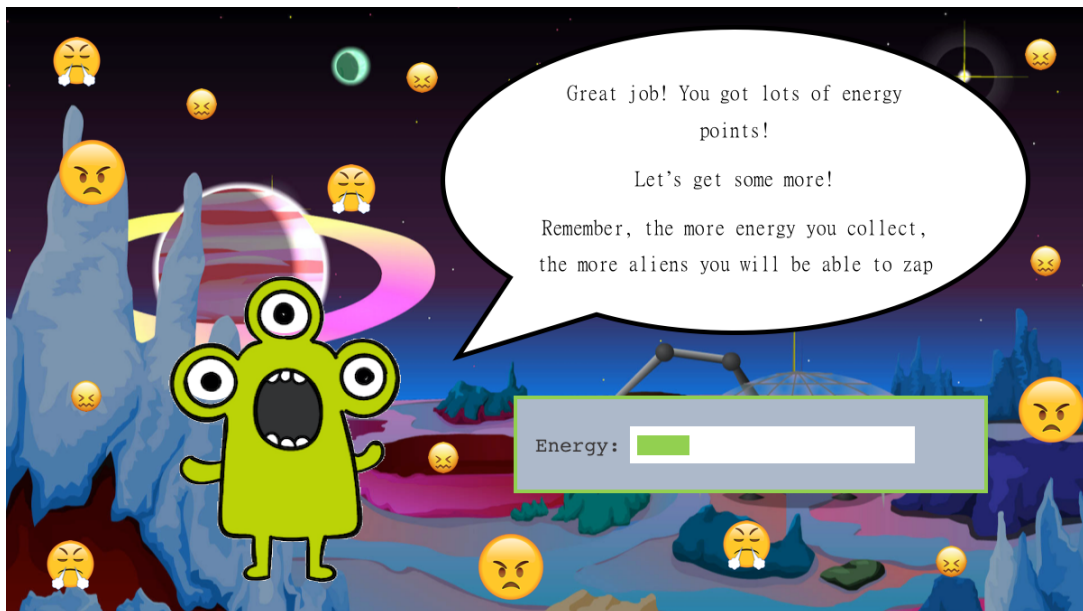 Great job! You got lots of energy
points!
Let’s get some more!
Remember, the more energy you collect,
the more aliens you will be able to zap
Energy: